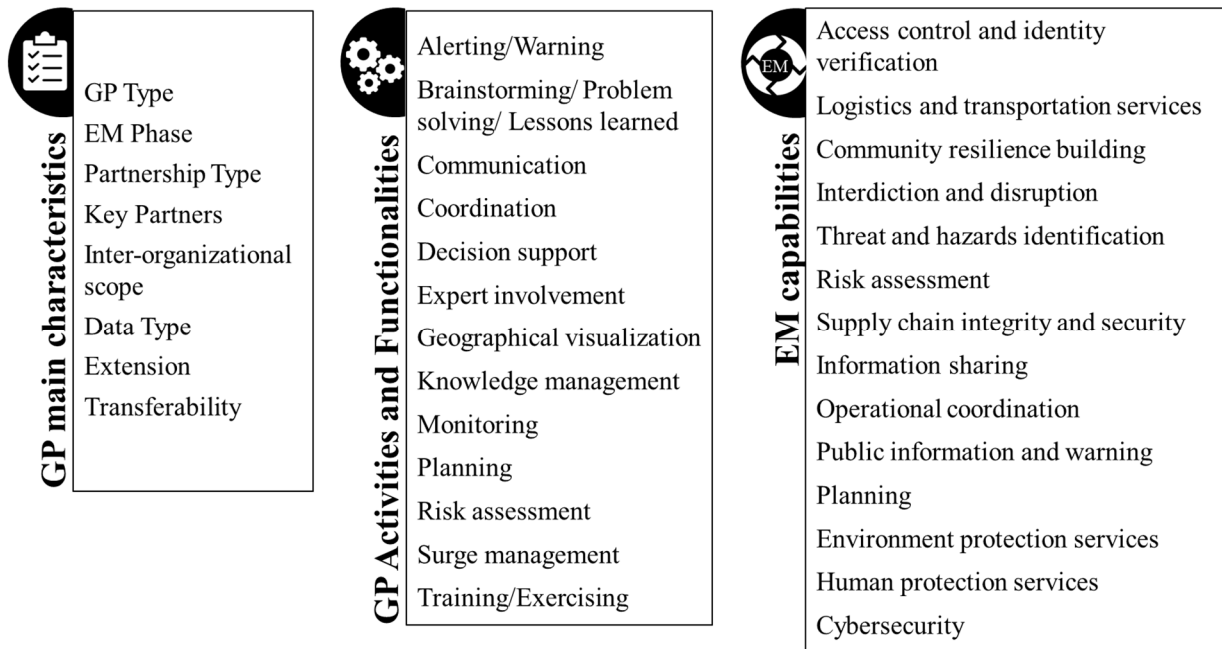 GP main characteristics
GP Type
EM Phase
Partnership Type
Key Partners
Inter-organizational
scope
Data Type
Extension
Transferability
GP Activities and Functionalities
Alerting/Warning
Brainstorming/ Problem
solving/ Lessons learned
Communication
Coordination
Decision support
Expert involvement
Geographical visualization
Knowledge management
Monitoring
Planning
Risk assessment
Surge management
Training/Exercising
EM
EM capabilities
Access control and identity
verification
Logistics and transportation services
Community resilience building
Interdiction and disruption
Threat and hazards identification
Risk assessment
Supply chain integrity and security
Information sharing
Operational coordination
Public information and warning
Planning
Environment protection services
Human protection services
Cybersecurity